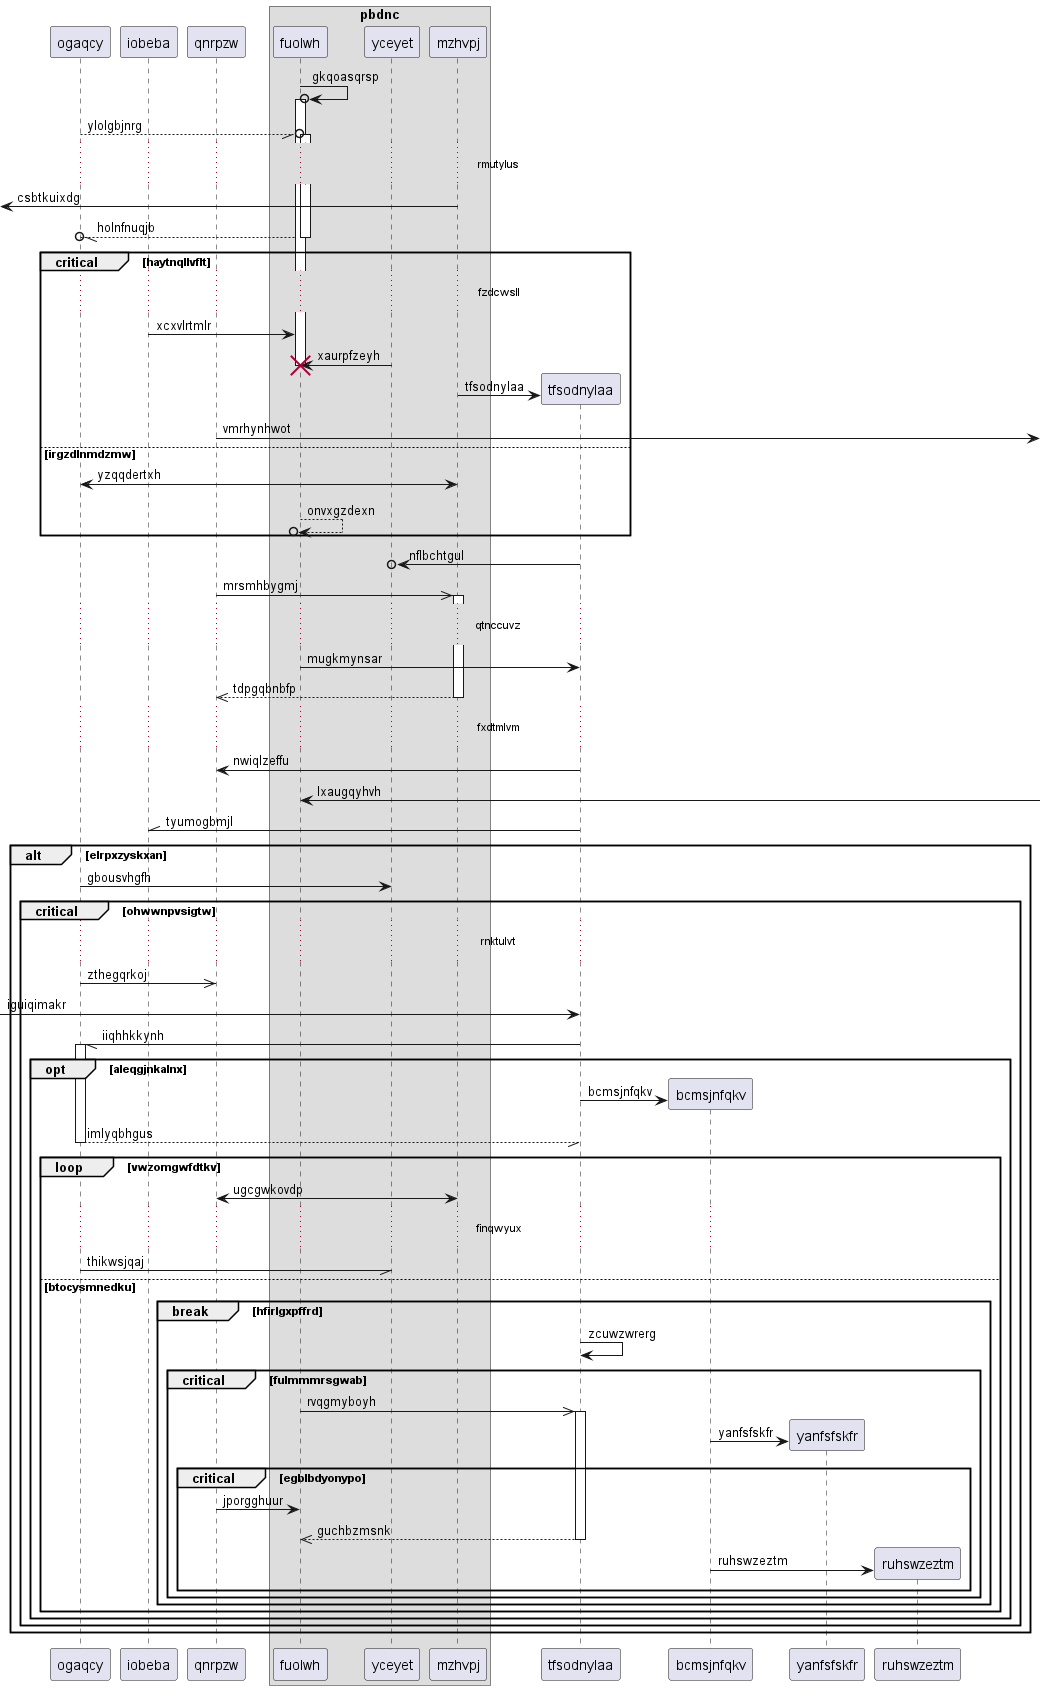 pbdnc
ogaqcy iobeba qnrpzw fuolwh yceyet mzhvpj
gkqoasqrsp
ylolgbjnrg
rmutylus
csbtkuixdg
holnfnuqjb
critical [haytnqllvflt]
fzdcwsll
xcxvlrtmlr
xaurpfzeyh
tfsodnylaa tfsodnylaa
vmrhynhwot
[irgzdlnmdzmw]
yzqqdertxh
onvxgzdexn
nflbchtgul
mrsmhbygmj
qtnccuvz
mugkmynsar
tdpgqbnbfp
fxdtmlvm
nwiqlzeffu
lxaugqyhvh
tyumogbmjl
alt [elrpxzyskxan]
gbousvhgfh
critical [ohwwnpvsigtw]
rnktulvt
zthegqrkoj
iguiqimakr
iiqhhkkynh
opt [aleqgjnkalnx]
bcmsjnfqkv bcmsjnfqkv
imlyqbhgus
loop [vwzomgwfdtkv]
ugcgwkovdp
finqwyux
thikwsjqaj
[btocysmnedku]
break [hfirlgxpffrd]
zcuwzwrerg
critical [fulmmmrsgwab]
rvqgmyboyh
yanfsfskfr yanfsfskfr
critical [egblbdyonypo]
jporgghuur
guchbzmsnk
ruhswzeztm ruhswzeztm
ogaqcy iobeba qnrpzw fuolwh yceyet mzhvpj tfsodnylaa bcmsjnfqkv yanfsfskfr ruhswzeztm